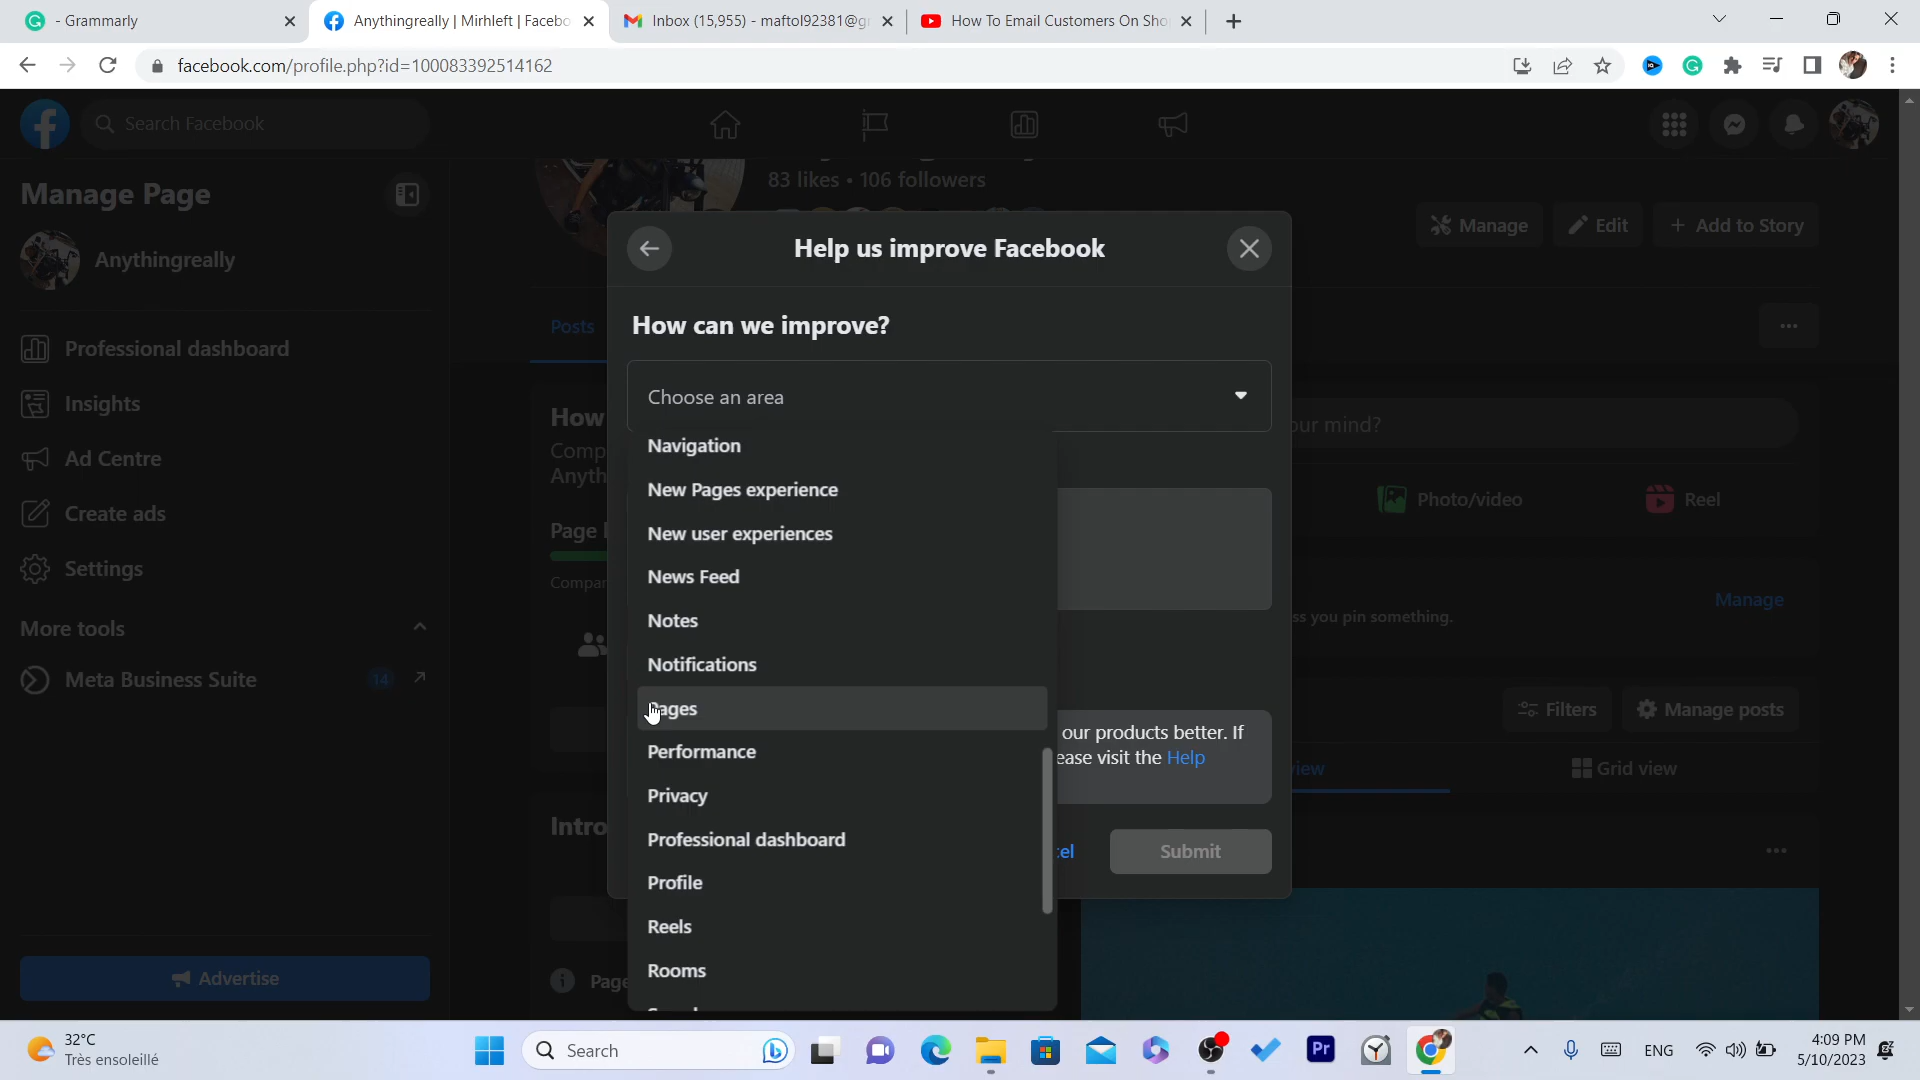 - Grammarly
Anythingreally | Mirhleft | Facebo
Inbox (15,955) - maftol92381@g
How To Email Customers On Sho
facebook.com/profile.php?id=100083392514162
Search Facebook
Manage Page
Anythingreally
Professional dashboard
Insights
Ad Centre
Create ads
Settings
More tools
Meta Business Suite 14
Advertise
83 likes • 106 followers
Manage
Edit
+ Add to Story
Posts
How
Comp
Anyth
Page
Compar
Intro
Page
Help us improve Facebook
How can we improve?
Choose an area
Navigation
New Pages experience
New user experiences
News Feed
Notes
Notifications
Pages
Performance
Privacy
Professional dashboard
Profile
Reels
Rooms
our products better. If
ease visit the Help
cel
Submit
our mind?
Photo/video
Reel
Manage
ss you pin something.
Filters
Manage posts
view
Grid view
32°C
Très ensoleillé
Search
Pr
ENG
4:09 PM
5/10/2023